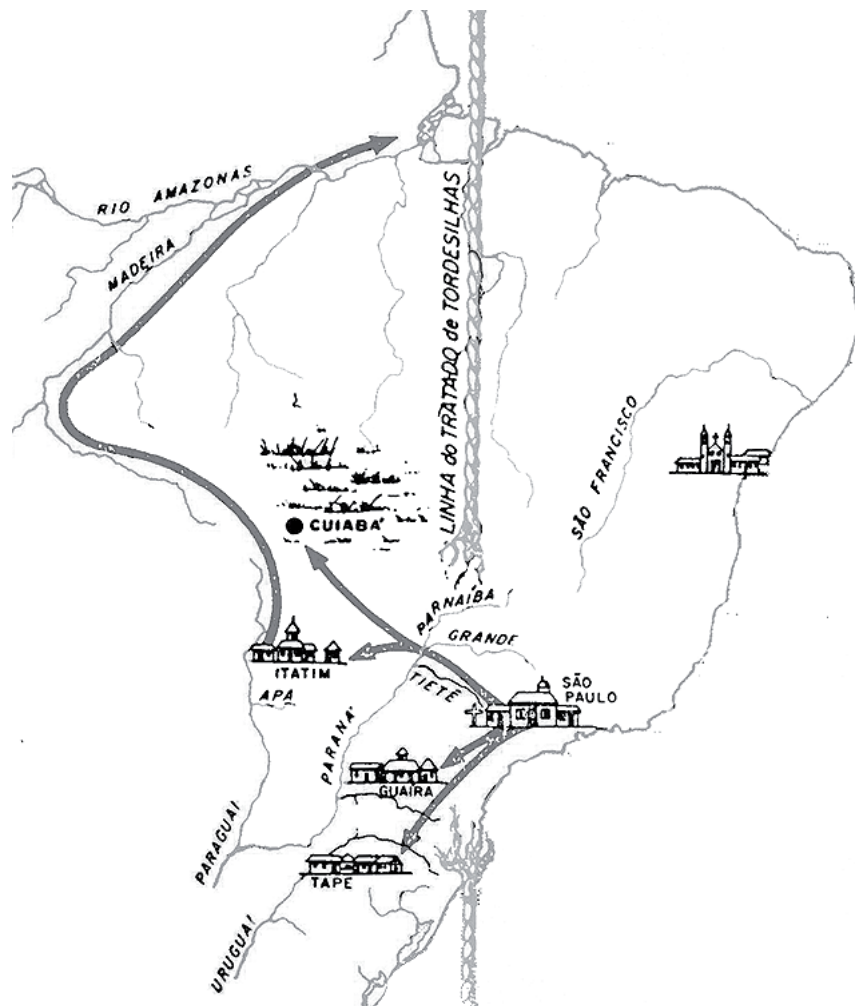 RIO AMAZONAS
MADEIRA
LINHA do TRATADO de TORDESILHAS
SÃO FRANCISCO
CUIABÁ
PARNAÍBA
GRANDE
ITATIM
TIETÊ
SÃO
PAULO
APA
PARANÁ
GUAÍRA
PARAGUAI
TAPE
URUGUAI